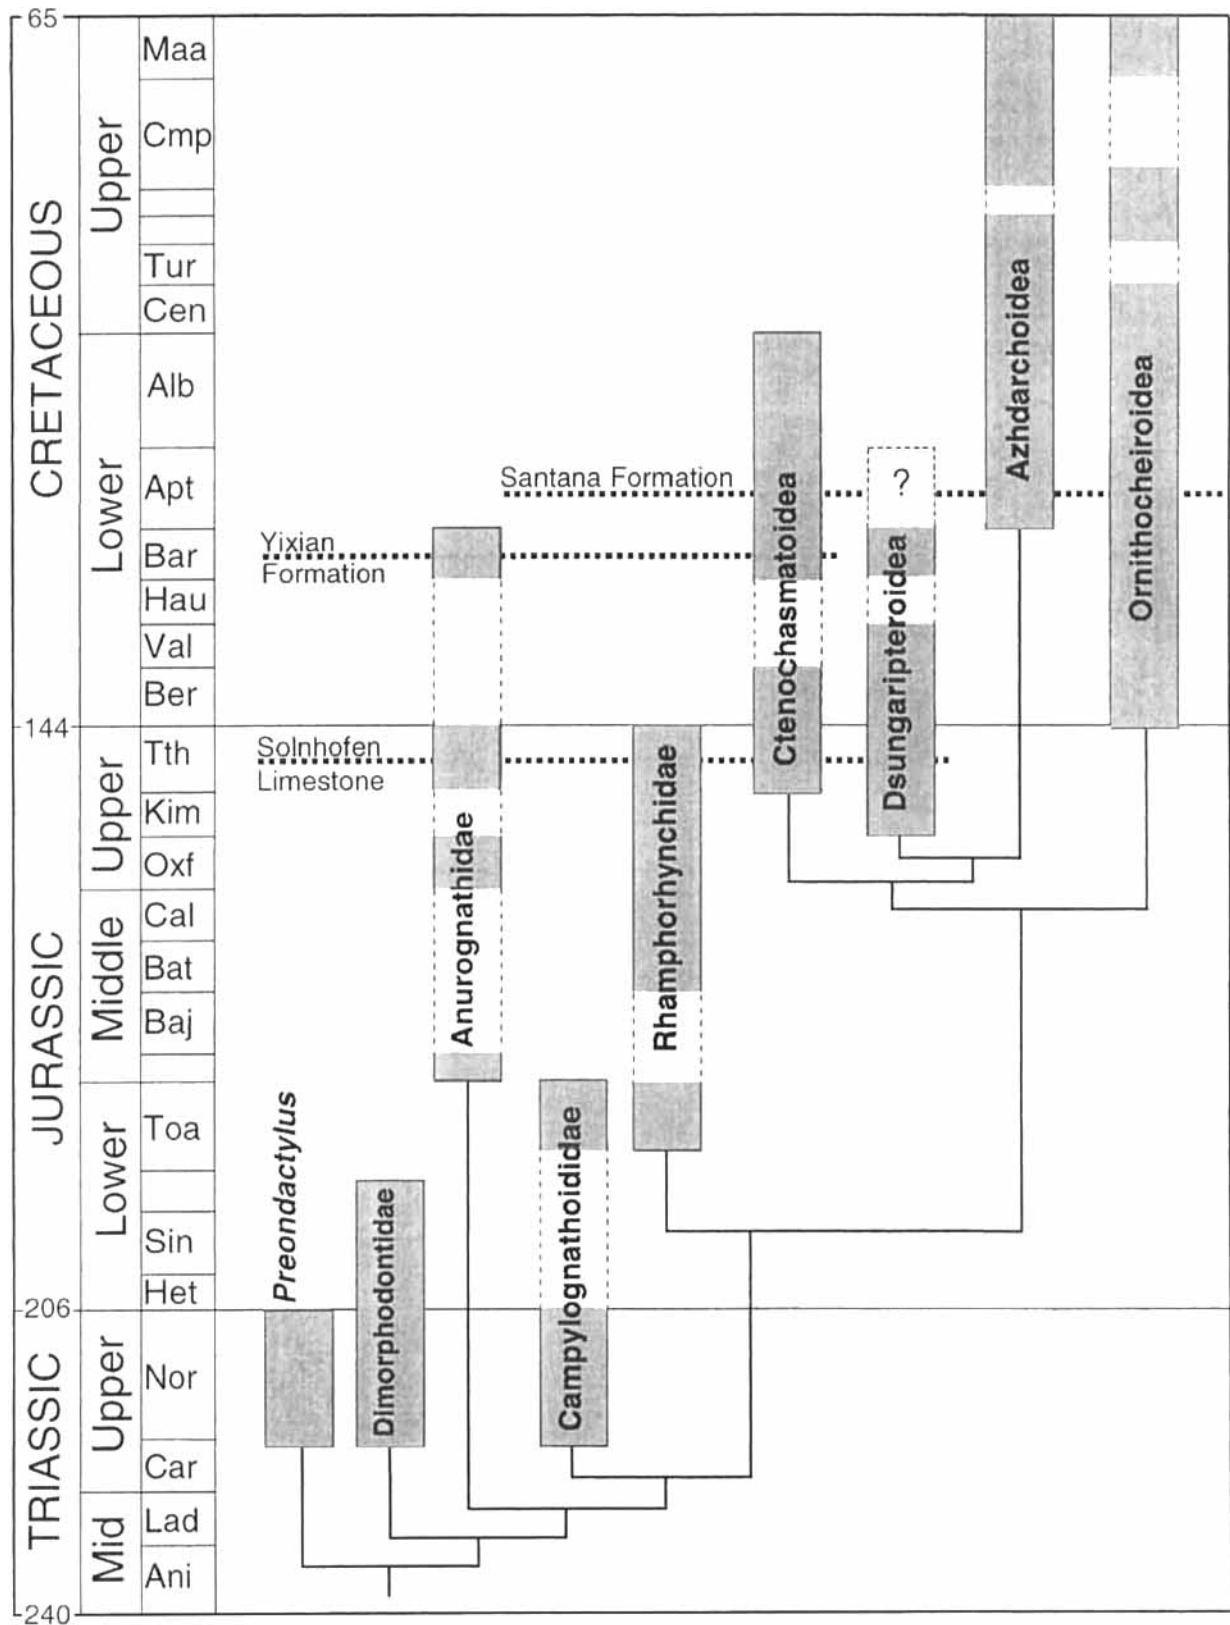 65
CRETACEOUS
Upper
Maa
Cmp
Tur
Cen
Lower
Alb
Apt
Bar
Hau
Val
Ber
144
JURASSIC
Upper
Tth
Kim
Oxf
Middle
Cal
Bat
Baj
Lower
Toa
Sin
Het
206
TRIASSIC
Upper
Nor
Car
Mid
Lad
Ani
240
Santana Formation
Yixian
Formation
Solnhofen
Limestone
Preondactylus
Dimorphodontidae
Anurognathidae
Campylognathoididae
Rhamphorhynchidae
Ctenochasmatoidea
?
Dsungaripteroidea
Azhdarchoidea
Ornithocheiroidea